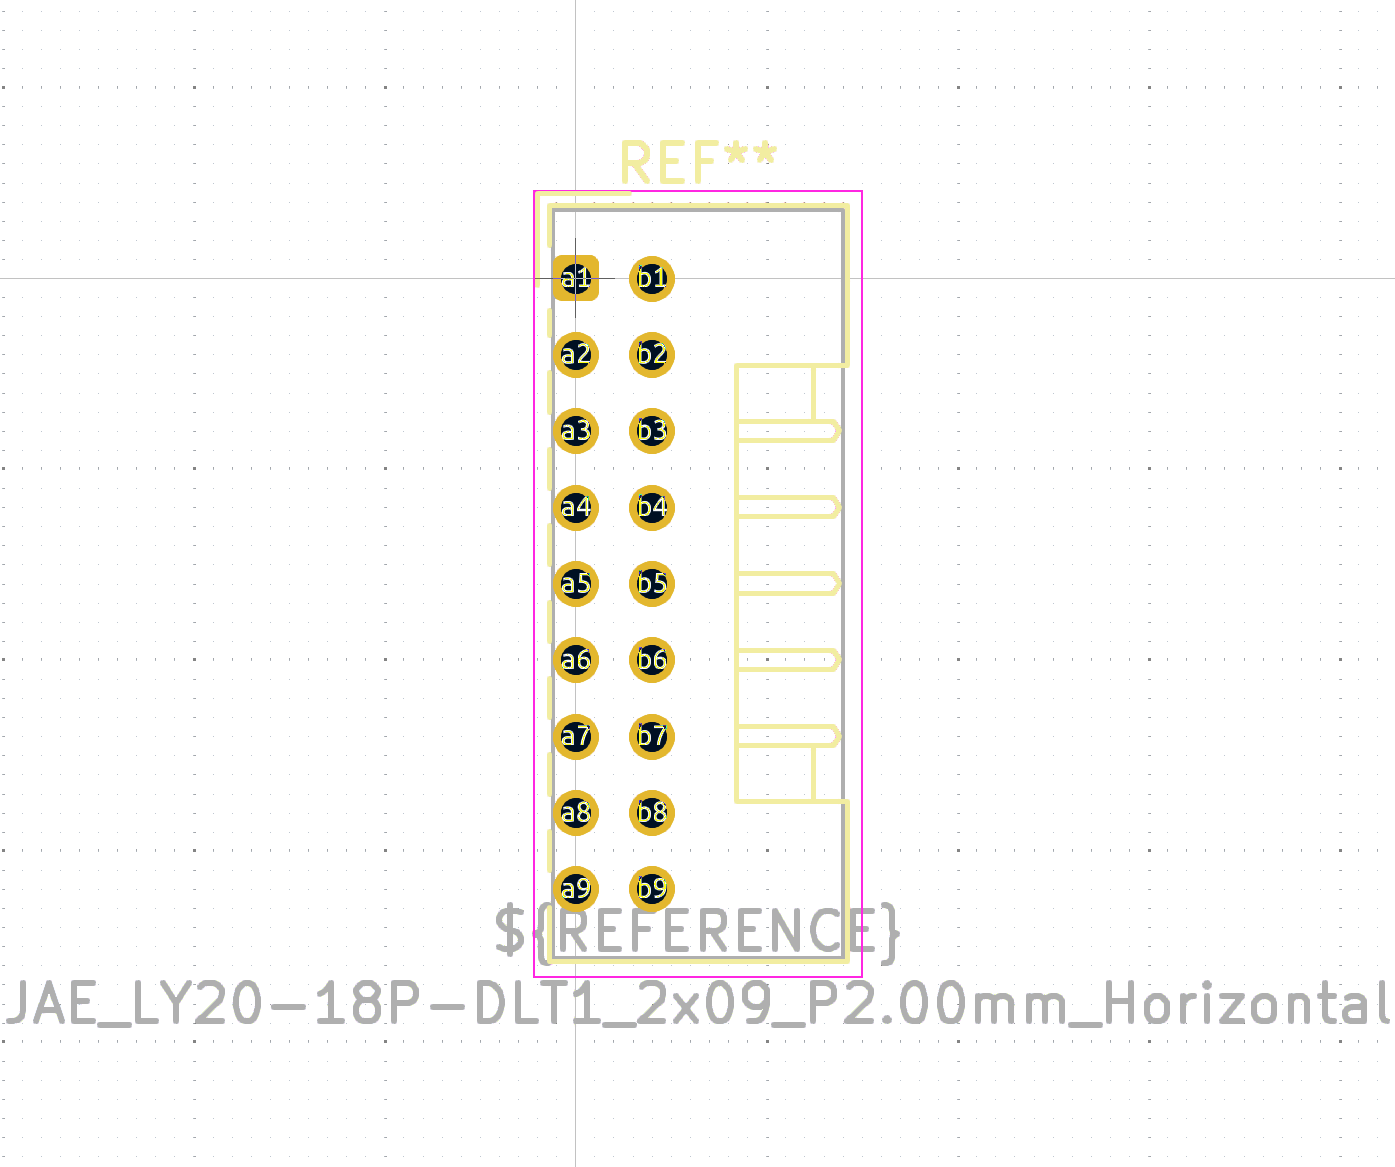 REF**
a1 b1
a2 b2
a3 b3
a4 b4
a5 b5
a6 b6
a7 b7
a8 b8
a9 b9
${REFERENCE}
JAE_LY20-18P-DLT1_2x09_P2.00mm_Horizontal